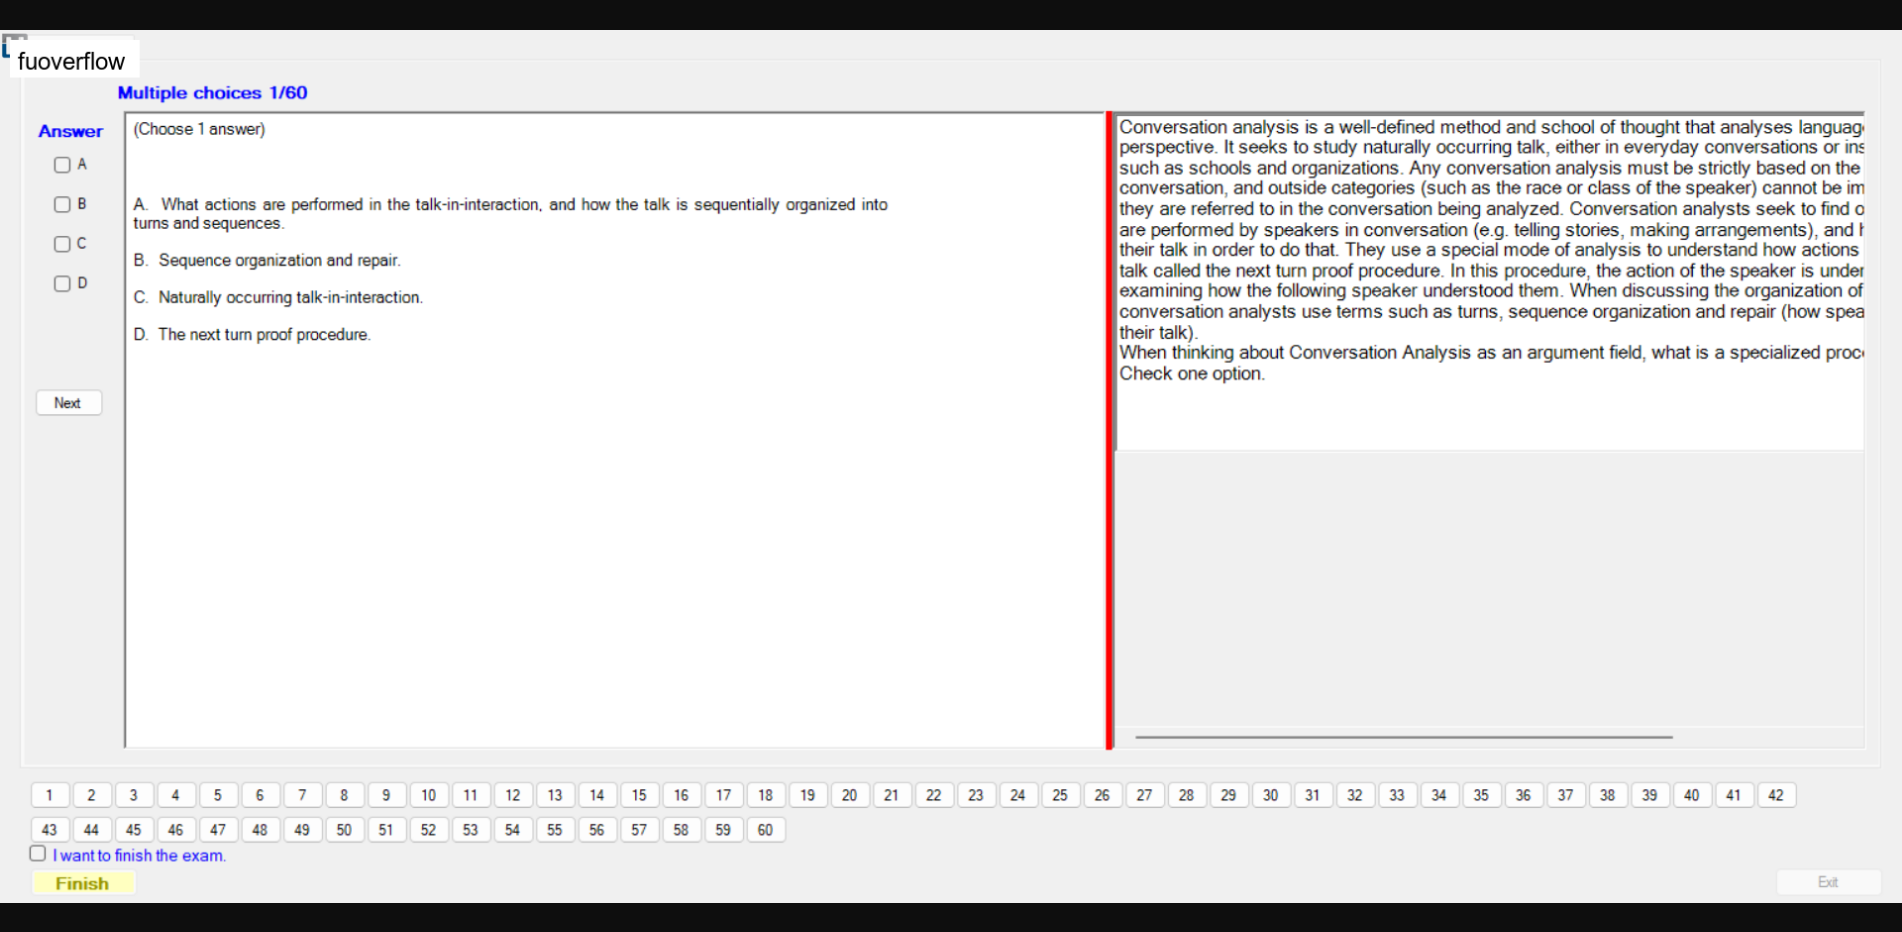 fuoverflow
Multiple choices 1/60
Answer
A
B
C
D
Next
(Choose 1 answer)
A. What actions are performed in the talk-in-interaction, and how the talk is sequentially organized into
turns and sequences.
B. Sequence organization and repair.
C. Naturally occurring talk-in-interaction.
D. The next turn proof procedure.
Conversation analysis is a well-defined method and school of thought that analyses languag
perspective. It seeks to study naturally occurring talk, either in everyday conversations or ins
such as schools and organizations. Any conversation analysis must be strictly based on the
conversation, and outside categories (such as the race or class of the speaker) cannot be im
they are referred to in the conversation being analyzed. Conversation analysts seek to find o
are performed by speakers in conversation (e.g. telling stories, making arrangements), and h
their talk in order to do that. They use a special mode of analysis to understand how actions
talk called the next turn proof procedure. In this procedure, the action of the speaker is under
examining how the following speaker understood them. When discussing the organization of
conversation analysts use terms such as turns, sequence organization and repair (how spea
their talk).
When thinking about Conversation Analysis as an argument field, what is a specialized proc
Check one option.
1 2 3 4 5 6 7 8 9 10 11 12 13 14 15 16 17 18 19 20 21 22 23 24 25 26 27 28 29 30 31 32 33 34 35 36 37 38 39 40 41 42
43 44 45 46 47 48 49 50 51 52 53 54 55 56 57 58 59 60
I want to finish the exam.
Finish
Exit